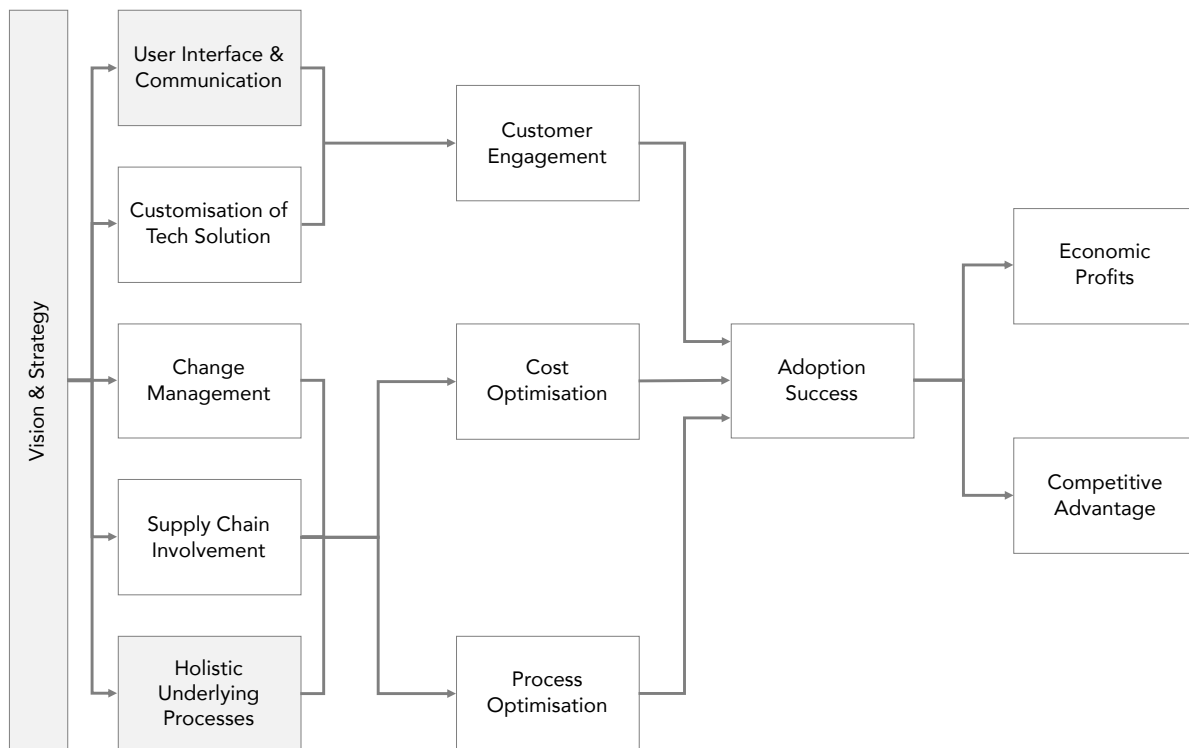 Vision & Strategy
User Interface &
Communication
Customisation of
Tech Solution
Change
Management
Supply Chain
Involvement
Holistic
Underlying
Processes
Customer
Engagement
Cost
Optimisation
Process
Optimisation
Adoption
Success
Economic
Profits
Competitive
Advantage